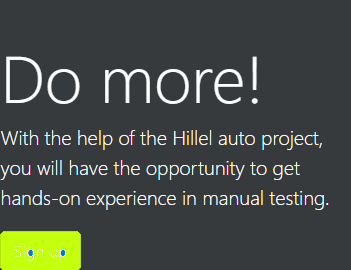 Do more!
With the help of the Hillel auto project,
you will have the opportunity to get
hands-on experience in manual testing.
Sign up